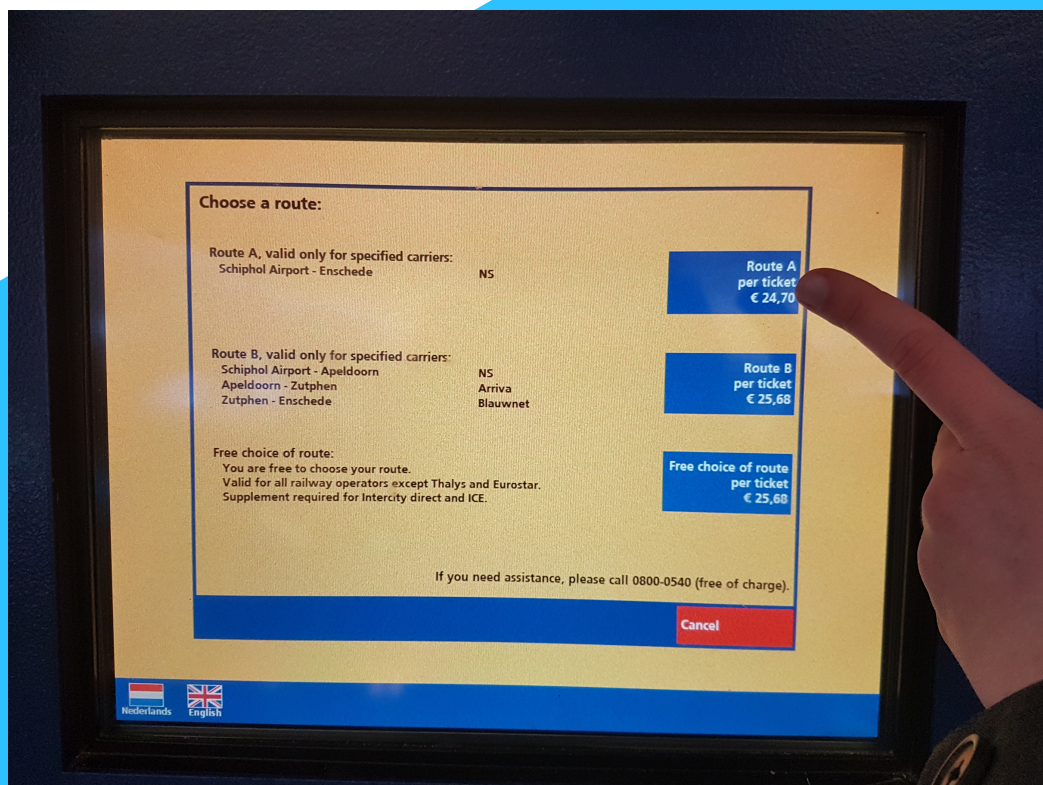 Choose a route:
Route A, valid only for specified carriers:
Schiphol Airport - Enschede NS
Route A
per ticket
€ 24,70
Route B, valid only for specified carriers:
Schiphol Airport - Apeldoorn NS
Apeldoorn - Zutphen Arriva
Zutphen - Enschede Blauwnet
Route B
per ticket
€ 25,68
Free choice of route:
You are free to choose your route.
Valid for all railway operators except Thalys and Eurostar.
Supplement required for Intercity direct and ICE.
Free choice of route
per ticket
€ 25,68
If you need assistance, please call 0800-0540 (free of charge).
Cancel
Nederlands English